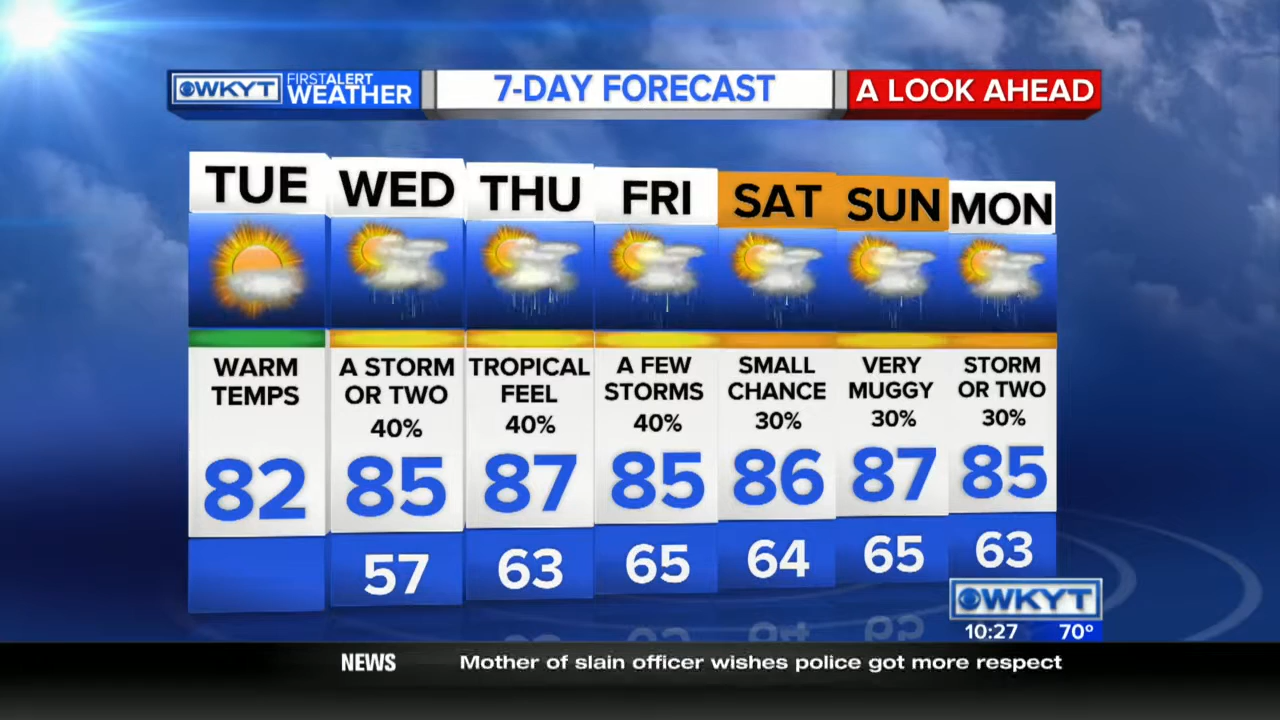 WKYT FIRST ALERT WEATHER
7-DAY FORECAST
A LOOK AHEAD
TUE WED THU FRI SAT SUN MON
WARM TEMPS
82
A STORM OR TWO
40%
85
57
TROPICAL FEEL
40%
87
63
A FEW STORMS
40%
85
65
SMALL CHANCE
30%
86
64
VERY MUGGY
30%
87
65
STORM OR TWO
30%
85
63
WKYT
10:27 70°
NEWS Mother of slain officer wishes police got more respect